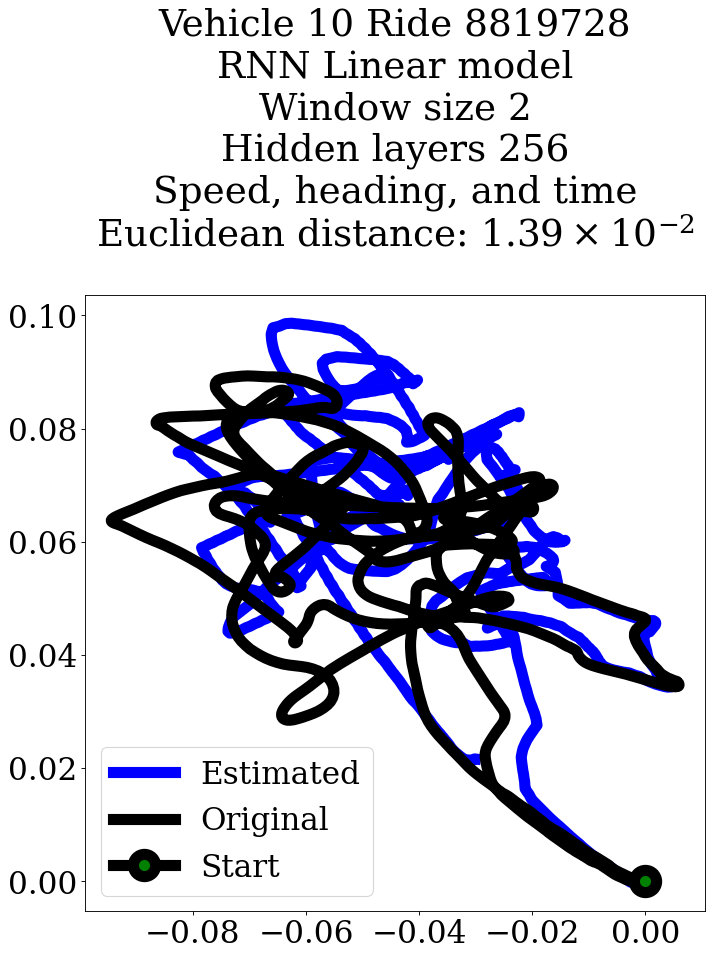 Vehicle 10 Ride 8819728
RNN Linear model
Window size 2
Hidden layers 256
Speed, heading, and time
Euclidean distance: 1.39 × 10⁻²
0.10
0.08
0.06
0.04
0.02
0.00
Estimated
Original
Start
−0.08 −0.06 −0.04 −0.02 0.00